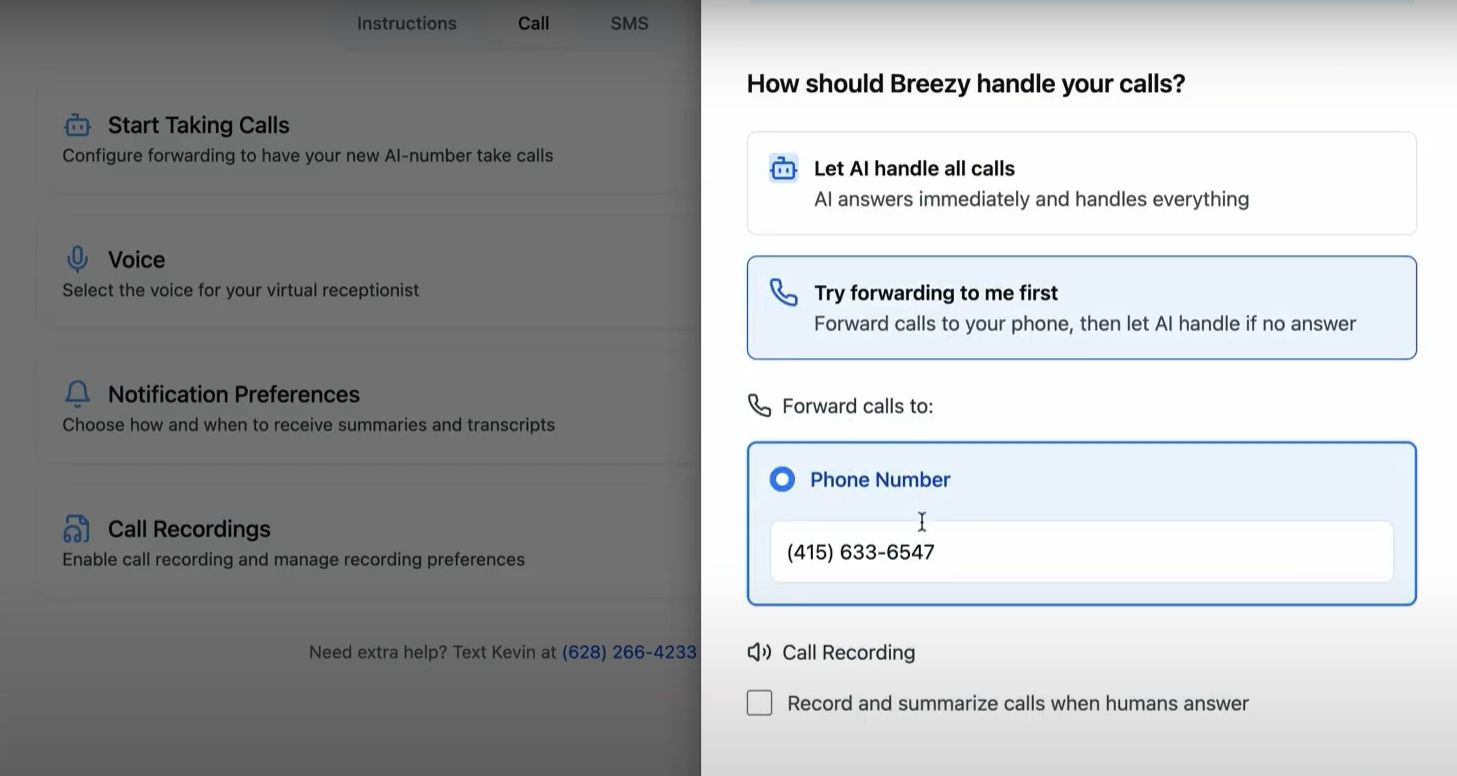 Instructions
Call
SMS
Start Taking Calls
Configure forwarding to have your new AI-number take calls
Voice
Select the voice for your virtual receptionist
Notification Preferences
Choose how and when to receive summaries and transcripts
Call Recordings
Enable call recording and manage recording preferences
Need extra help? Text Kevin at (628) 266-4233
How should Breezy handle your calls?
Let AI handle all calls
AI answers immediately and handles everything
Try forwarding to me first
Forward calls to your phone, then let AI handle if no answer
Forward calls to:
Phone Number
(415) 633-6547
Call Recording
Record and summarize calls when humans answer